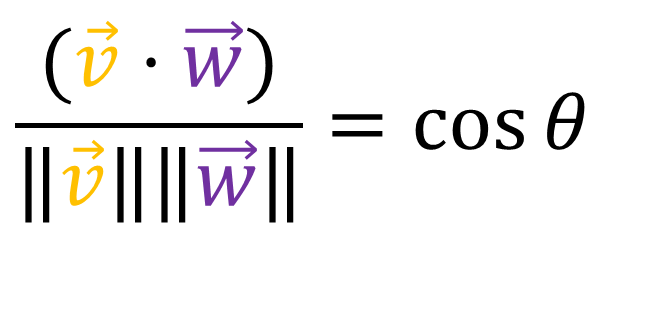 (v⃗ · w⃗)
‖v⃗‖ ‖w⃗‖ = cos θ